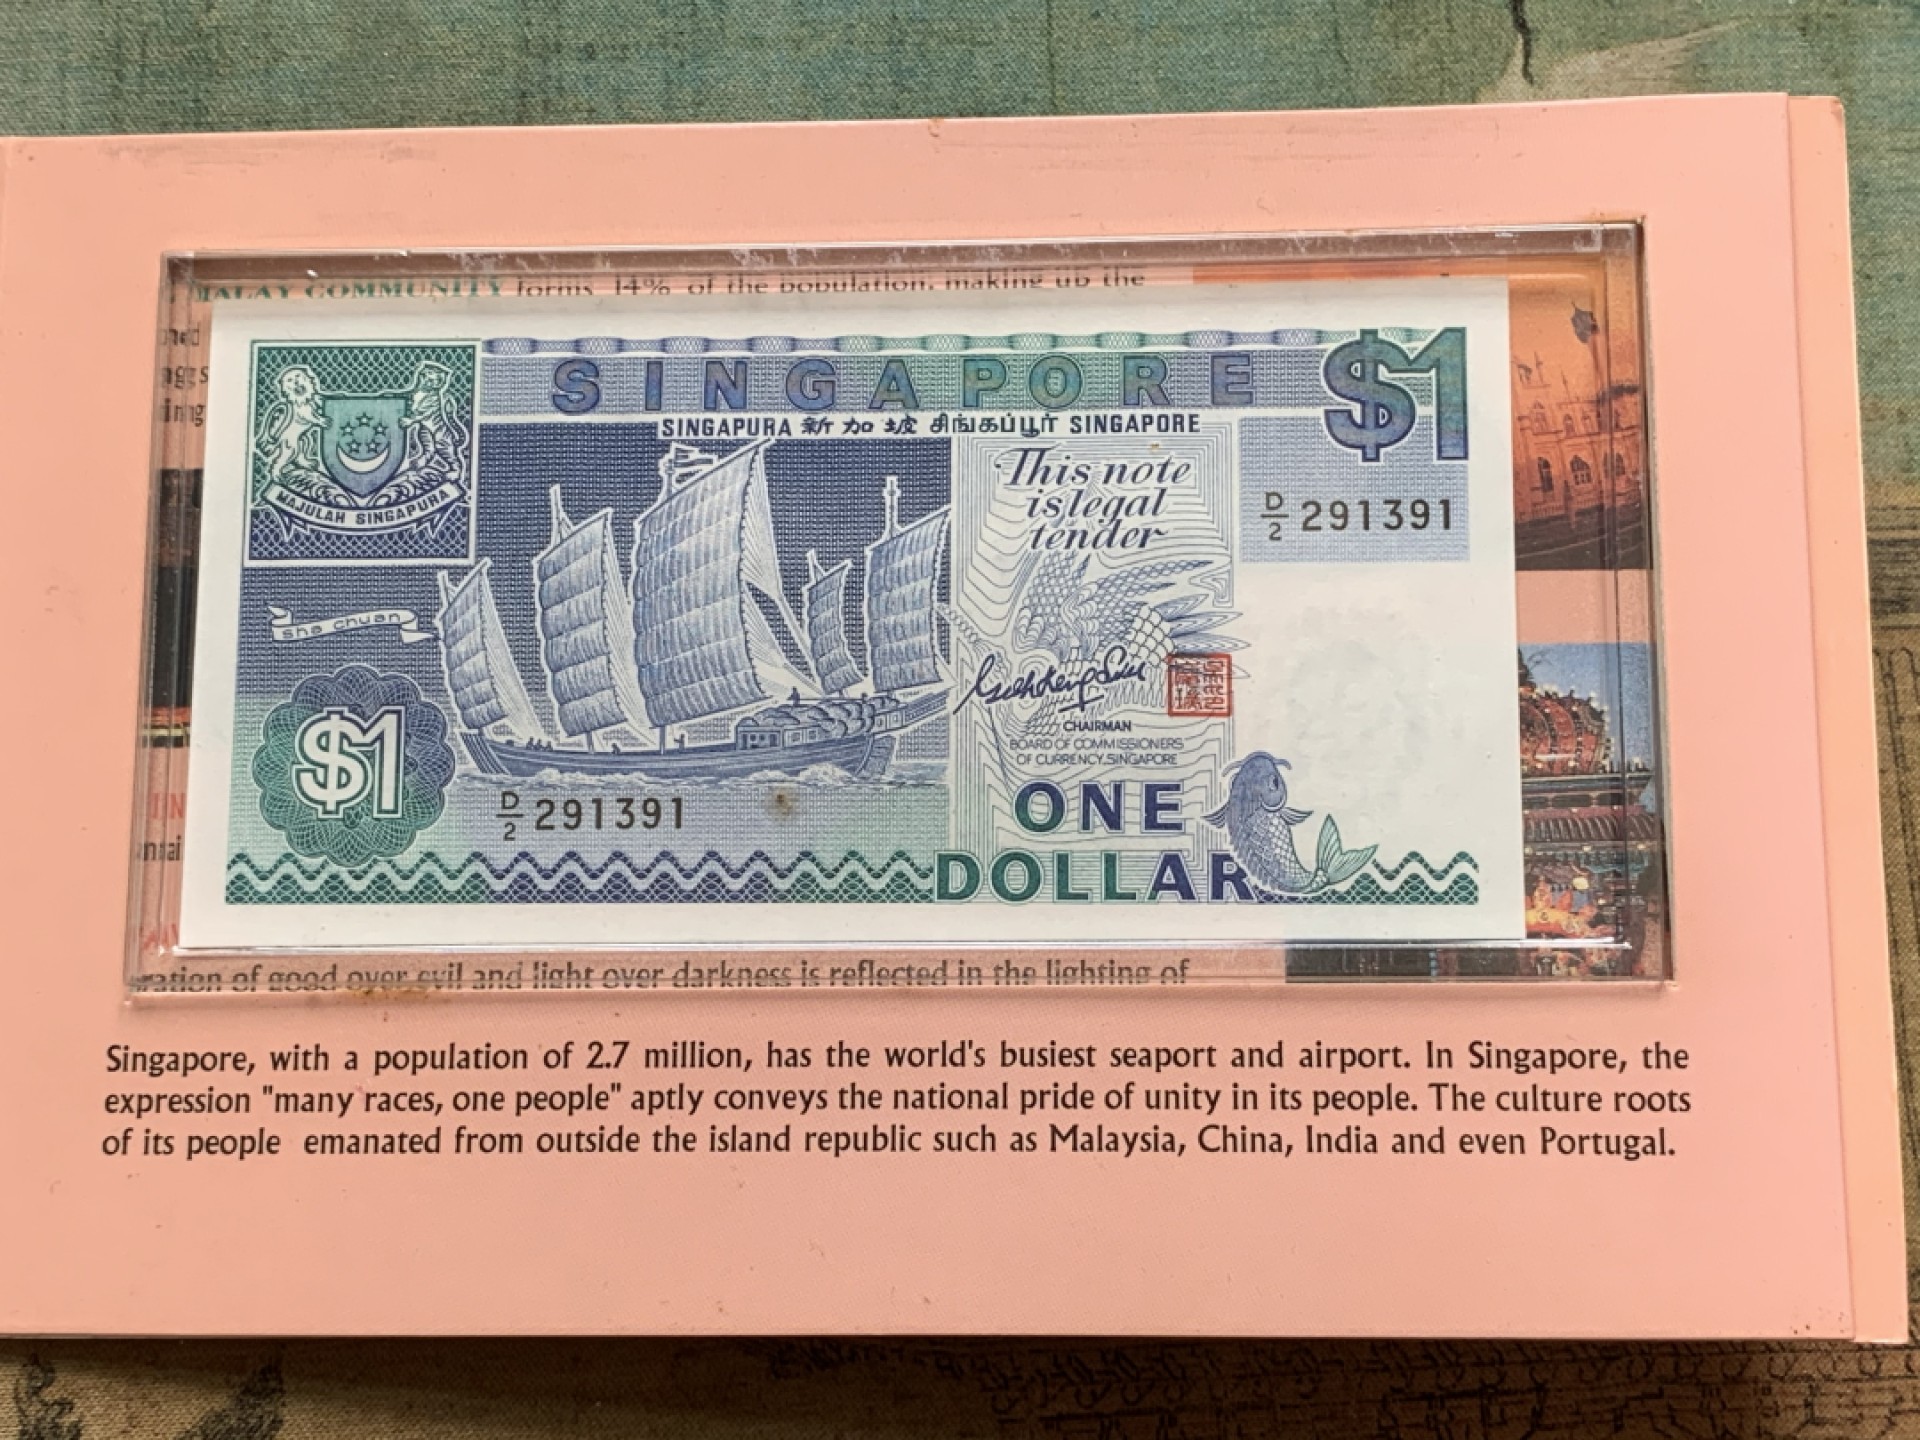 MALAY COMMUNITY forms 14% of the population, making up the
SINGAPORE $1
SINGAPURA 新加坡 சிங்கப்பூர் SINGAPORE
MAJULAH SINGAPURA
This note
is legal
tender
D/2 291391
sha chuan
CHAIRMAN
BOARD OF COMMISSIONERS
OF CURRENCY, SINGAPORE
$1
D/2 291391
ONE
DOLLAR
of good over evil and light over darkness is reflected in the lighting of
Singapore, with a population of 2.7 million, has the world's busiest seaport and airport. In Singapore, the
expression "many races, one people" aptly conveys the national pride of unity in its people. The culture roots
of its people emanated from outside the island republic such as Malaysia, China, India and even Portugal.